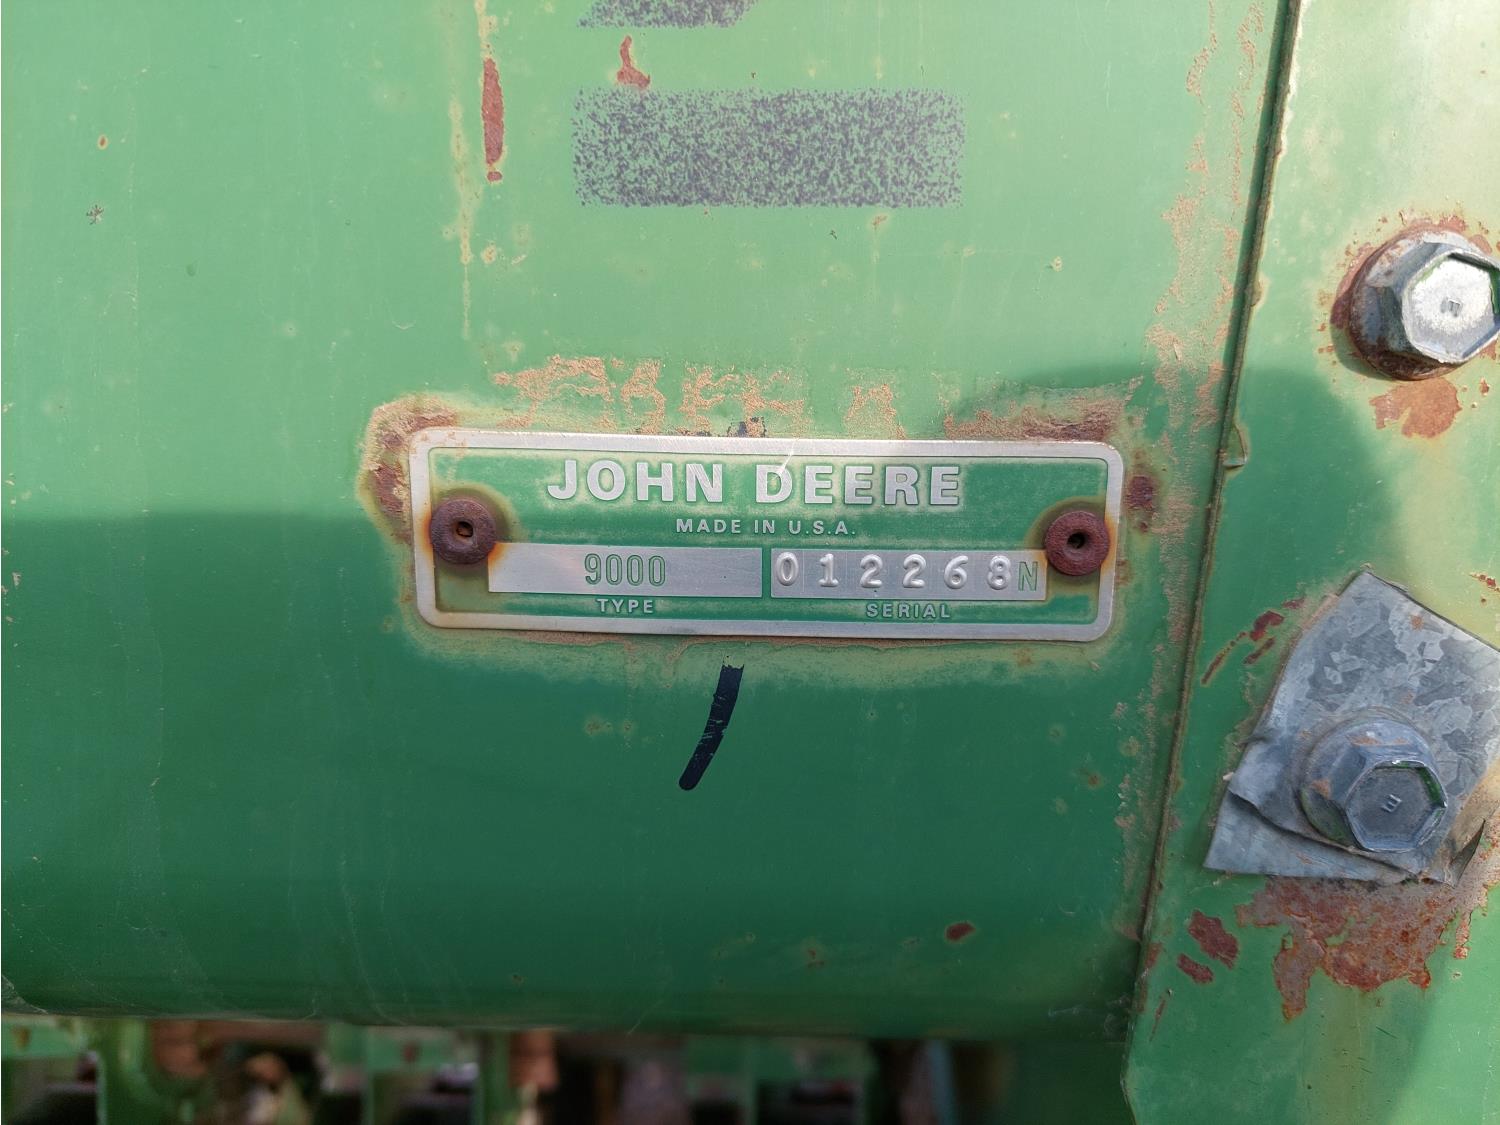 JOHN DEERE
MADE IN U.S.A.
9000 012268N
TYPE SERIAL